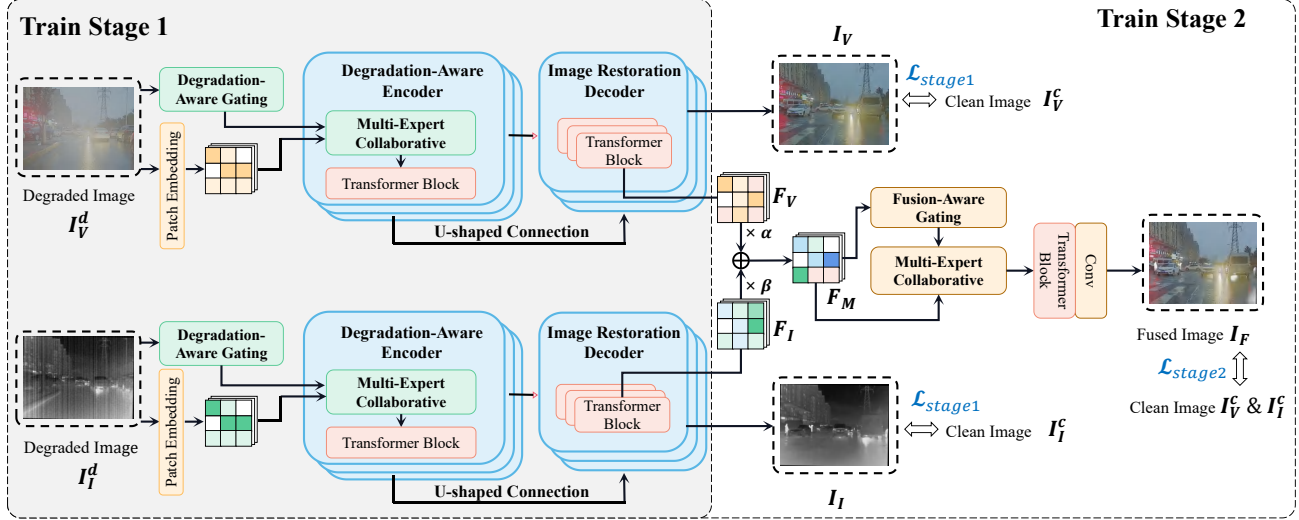 Train Stage 1
Train Stage 2
Degradation-
Aware Gating
Patch Embedding
Degraded Image
I_V^d
Degradation-Aware
Encoder
Multi-Expert
Collaborative
Transformer Block
Image Restoration
Decoder
Transformer
Block
U-shaped Connection
I_V
ℒ_stage1
Clean Image I_V^c
F_V
× α
× β
F_I
F_M
Fusion-Aware
Gating
Multi-Expert
Collaborative
Transformer
Block
Conv
Fused Image I_F
ℒ_stage2
Clean Image I_V^c & I_I^c
Degradation-
Aware Gating
Patch Embedding
Degraded Image
I_I^d
Degradation-Aware
Encoder
Multi-Expert
Collaborative
Transformer Block
Image Restoration
Decoder
Transformer
Block
U-shaped Connection
ℒ_stage1
Clean Image I_I^c
I_I